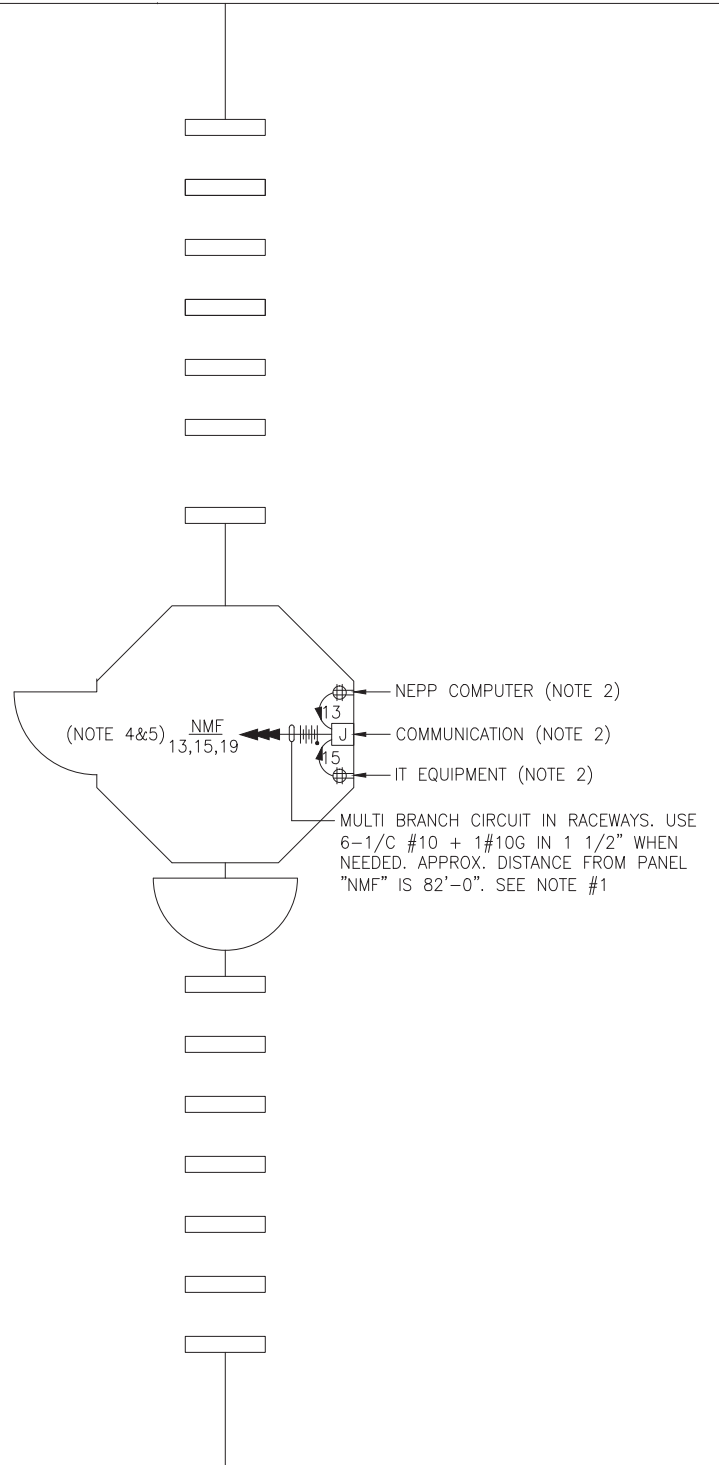 NEPP COMPUTER (NOTE 2)
13
(NOTE 4&5) NMF
13,15,19
J
COMMUNICATION (NOTE 2)
15
IT EQUIPMENT (NOTE 2)
MULTI BRANCH CIRCUIT IN RACEWAYS. USE
6-1/C #10 + 1#10G IN 1 1/2" WHEN
NEEDED. APPROX. DISTANCE FROM PANEL
"NMF" IS 82'-0". SEE NOTE #1